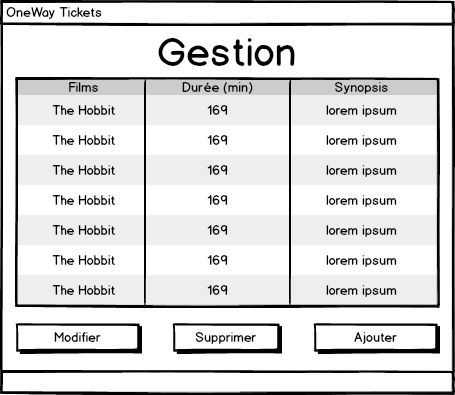 OneWay Tickets
Gestion
Films Durée (min) Synopsis
The Hobbit 169 lorem ipsum
The Hobbit 169 lorem ipsum
The Hobbit 169 lorem ipsum
The Hobbit 169 lorem ipsum
The Hobbit 169 lorem ipsum
The Hobbit 169 lorem ipsum
The Hobbit 169 lorem ipsum
Modifier Supprimer Ajouter